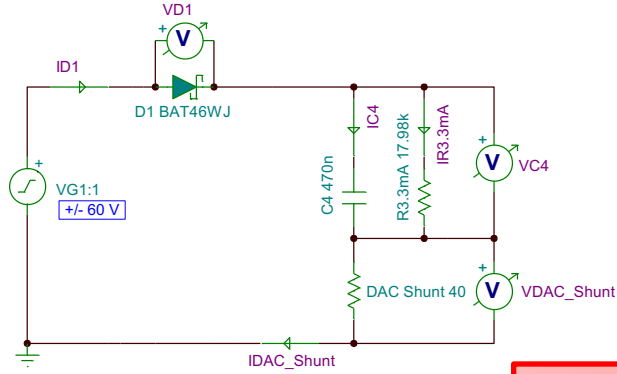 VD1
+
V
ID1
D1 BAT46WJ
+
VG1:1
+/- 60 V
IC4
C4 470n
IR3.3mA
R3.3mA 17.98k
+
V
VC4
DAC Shunt 40
+
V
VDAC_Shunt
IDAC_Shunt